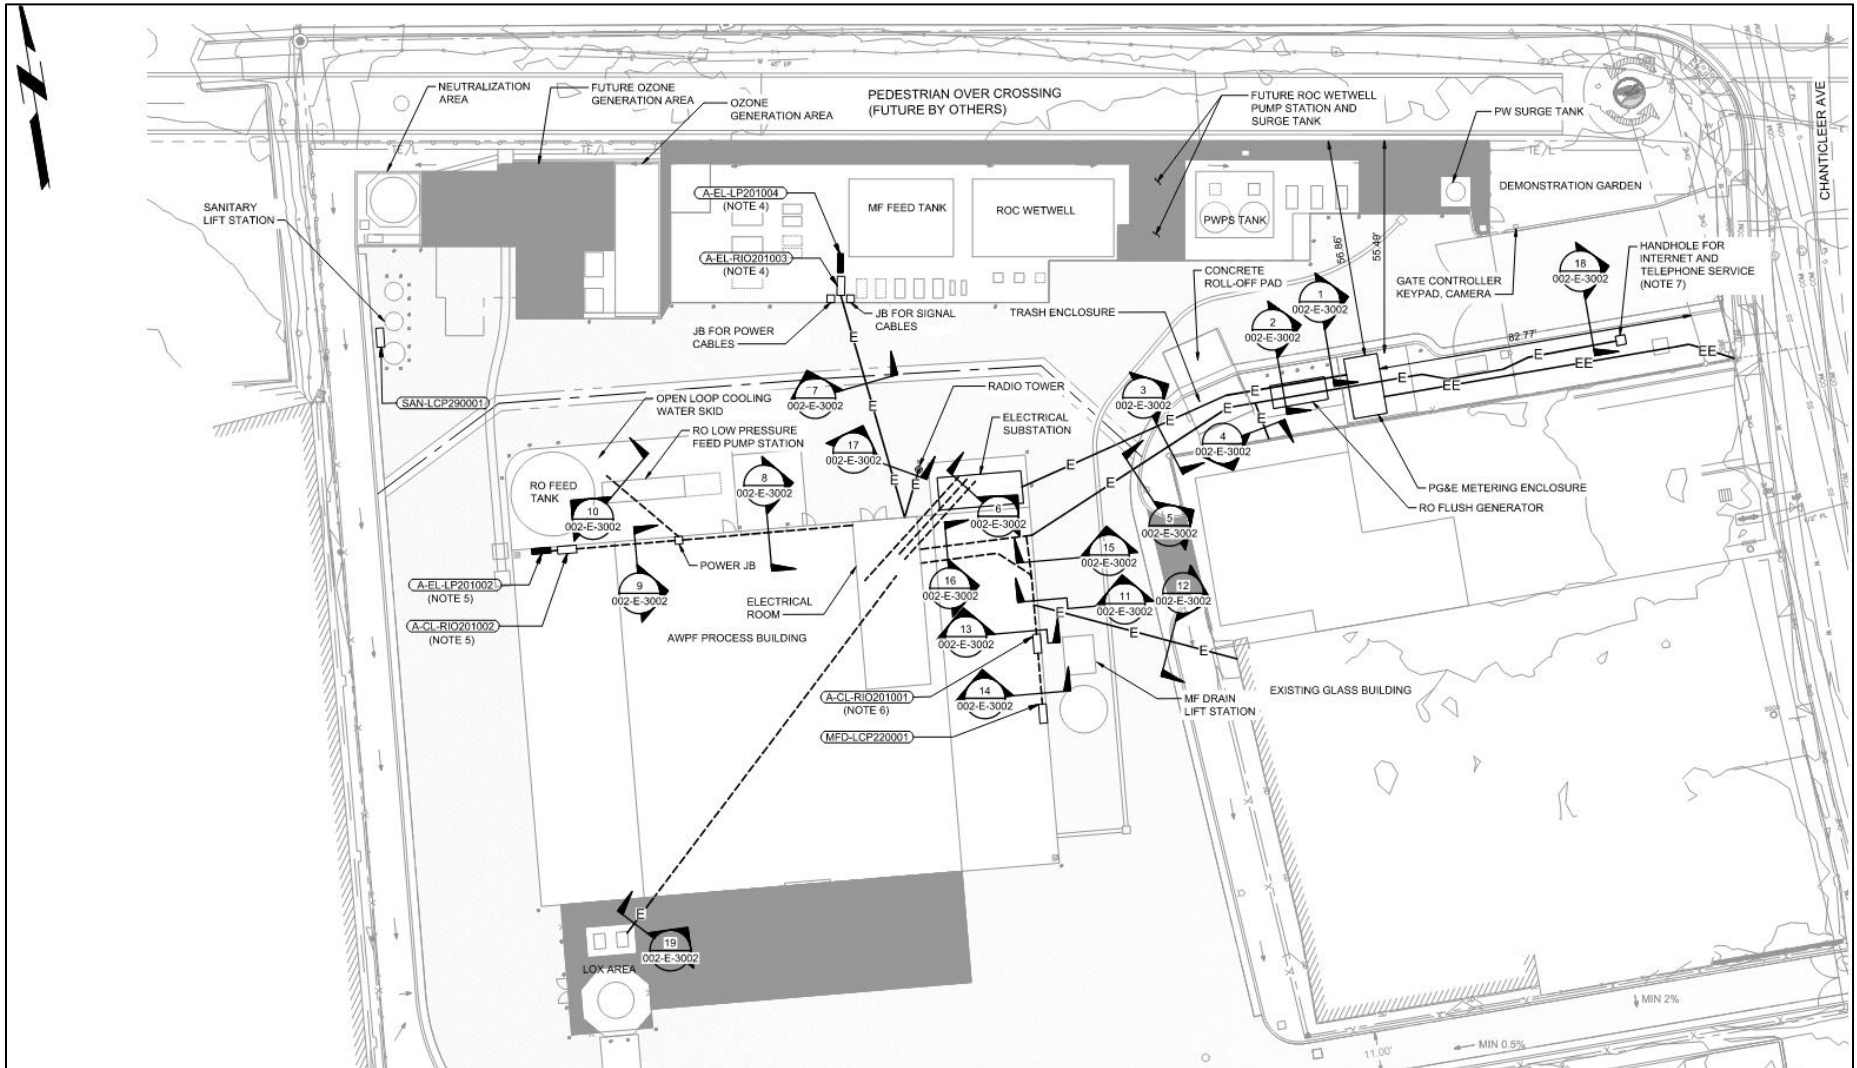 NEUTRALIZATION
AREA
FUTURE OZONE
GENERATION AREA
OZONE
GENERATION AREA
PEDESTRIAN OVER CROSSING
(FUTURE BY OTHERS)
FUTURE ROC WETWELL
PUMP STATION AND
SURGE TANK
PW SURGE TANK
CHANTICLEER AVE
TE/L
TE/L
TE/L
SANITARY
LIFT STATION
A-EL-LP201004
(NOTE 4)
MF FEED TANK
ROC WETWELL
PWPS TANK
DEMONSTRATION GARDEN
A-EL-RIO201003
(NOTE 4)
56.86'
55.49'
HANDHOLE FOR
INTERNET AND
TELEPHONE SERVICE
(NOTE 7)
18
002-E-3002
CONCRETE
ROLL-OFF PAD
GATE CONTROLLER
KEYPAD, CAMERA
1
002-E-3002
JB FOR POWER
CABLES
JB FOR SIGNAL
CABLES
TRASH ENCLOSURE
2
002-E-3002
82.77'
E
E
E
E
E
EE
EE
EE
SAN-LCP290001
7
002-E-3002
RADIO TOWER
3
002-E-3002
OPEN LOOP COOLING
WATER SKID
ELECTRICAL
SUBSTATION
RO LOW PRESSURE
FEED PUMP STATION
17
002-E-3002
4
002-E-3002
E
E
E
E
E
E
E
8
002-E-3002
RO FEED
TANK
PG&E METERING ENCLOSURE
RO FLUSH GENERATOR
10
002-E-3002
6
002-E-3002
5
002-E-3002
15
002-E-3002
POWER JB
A-EL-LP201002
(NOTE 5)
9
002-E-3002
16
002-E-3002
11
002-E-3002
12
002-E-3002
ELECTRICAL
ROOM
A-CL-RIO201002
(NOTE 5)
AWPF PROCESS BUILDING
13
002-E-3002
E
E
E
A-CL-RIO201001
(NOTE 6)
14
002-E-3002
MF DRAIN
LIFT STATION
EXISTING GLASS BUILDING
MFD-LCP220001
E
19
002-E-3002
LOX AREA
MIN 2%
MIN 0.5%
11.00'